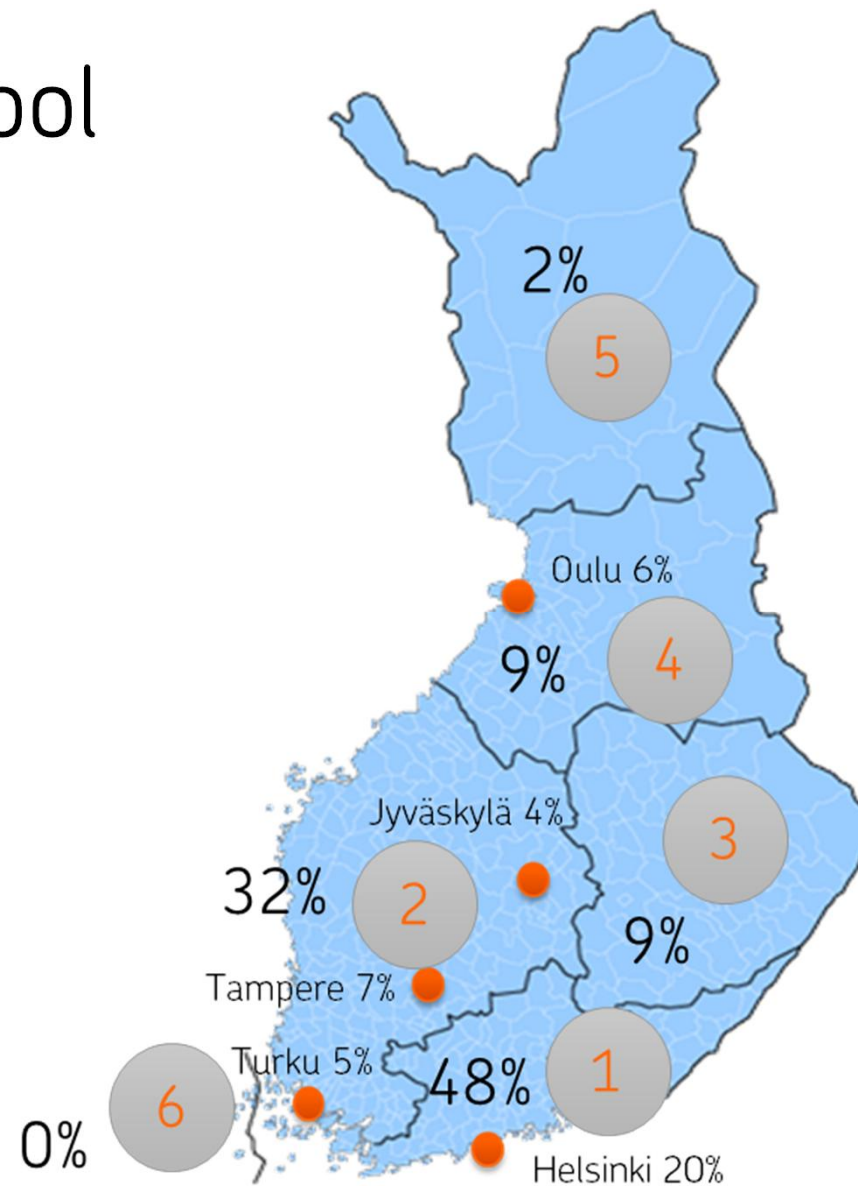 ool
2%
5
Oulu 6%
9%
4
Jyväskylä 4%
3
32%
2
9%
Tampere 7%
Turku 5%
48%
1
6
0%
Helsinki 20%